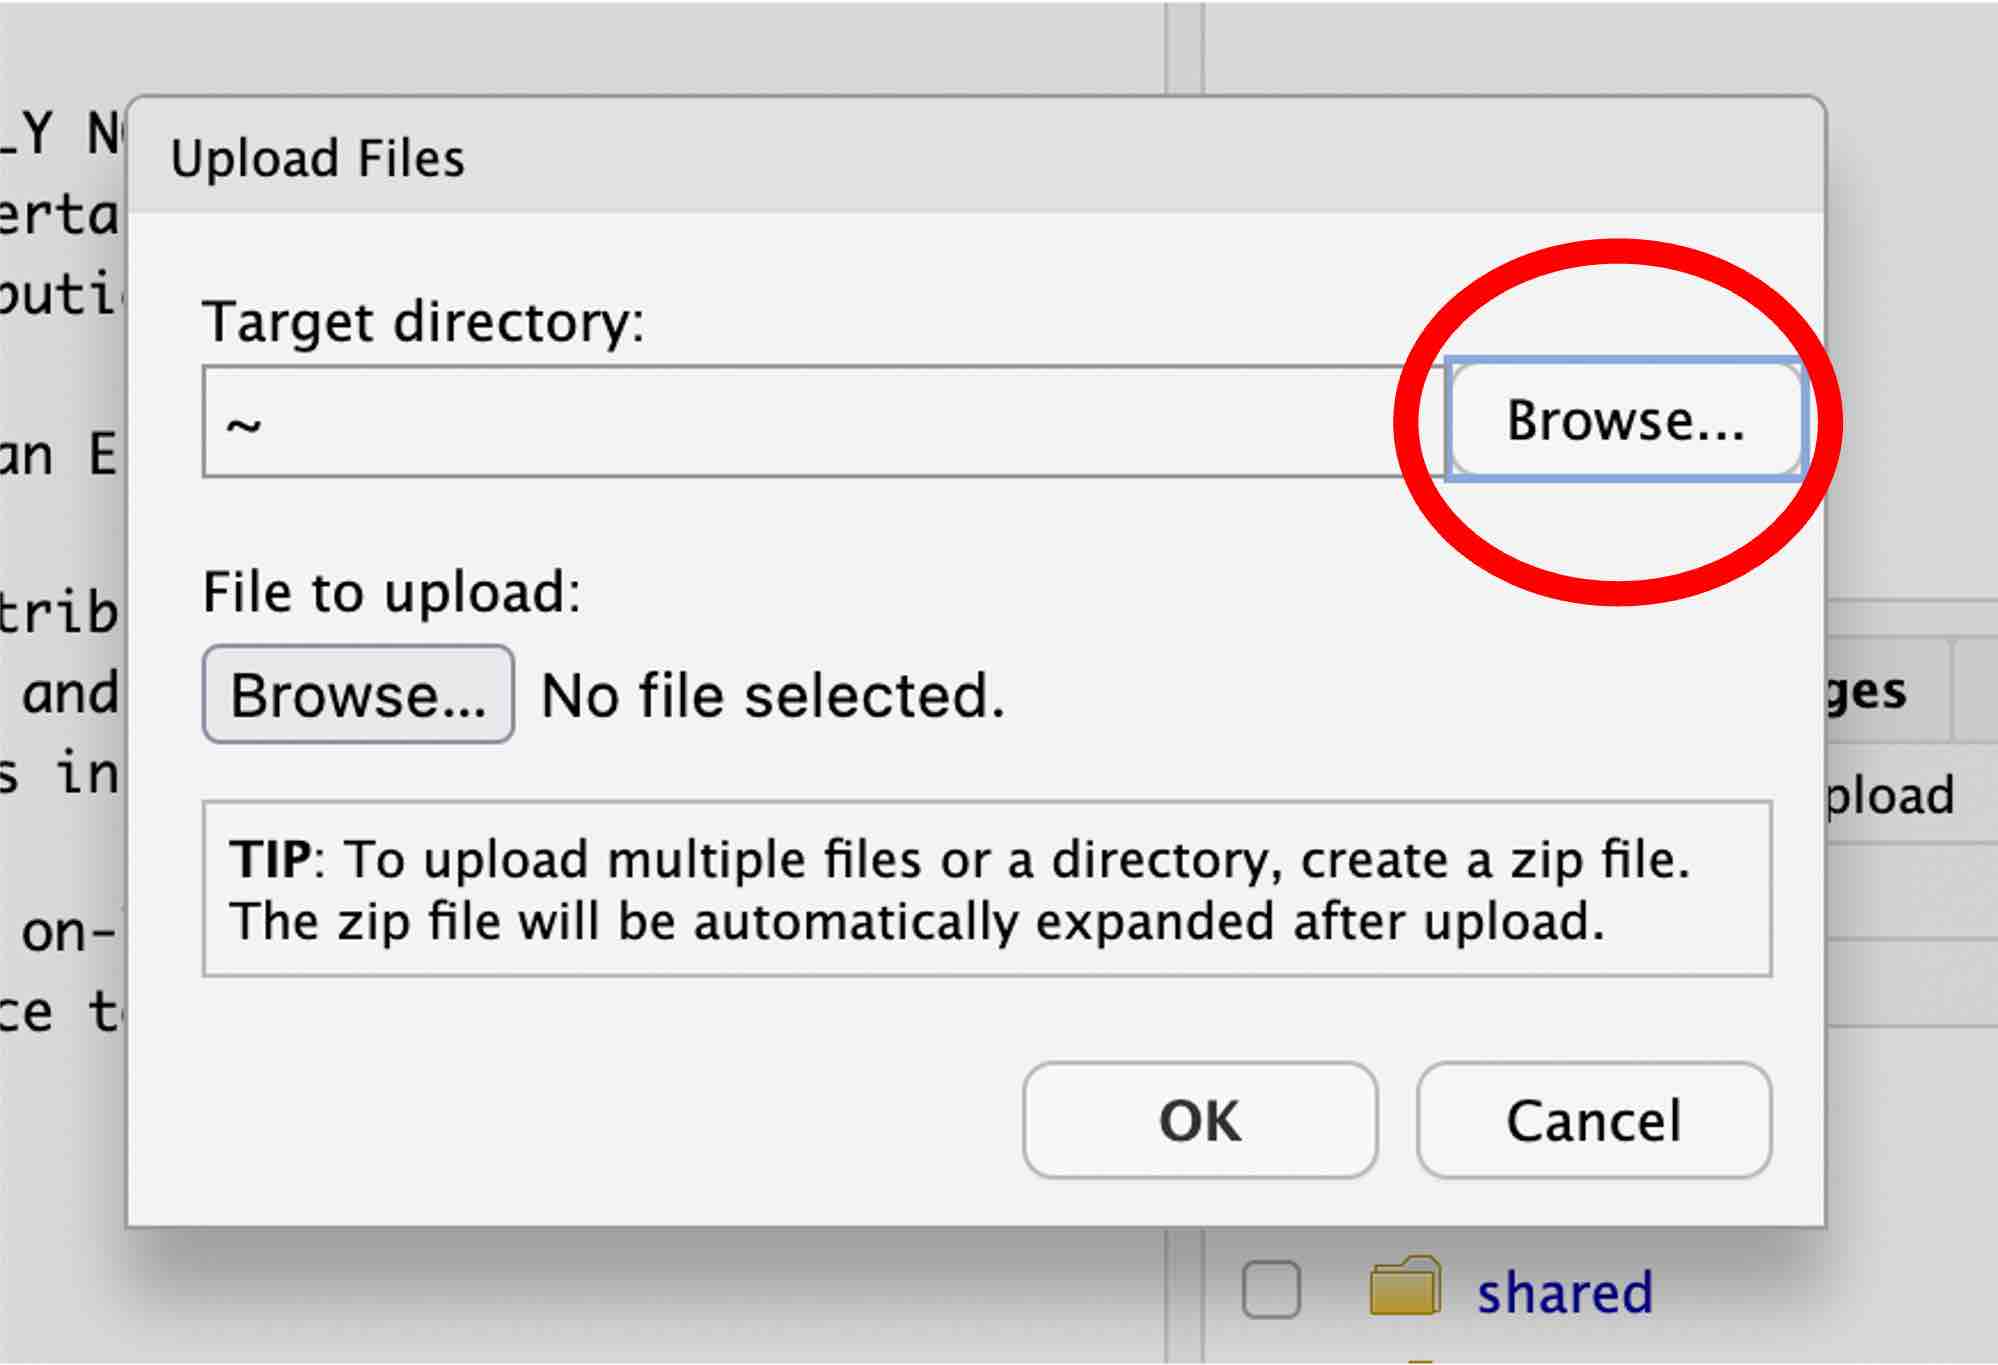 LY N
Upload Files
erta
buti
Target directory:
~
Browse...
an E
File to upload:
trib
Browse... No file selected.
and
ges
s in
pload
TIP: To upload multiple files or a directory, create a zip file.
The zip file will be automatically expanded after upload.
on-
ce t
OK
Cancel
shared